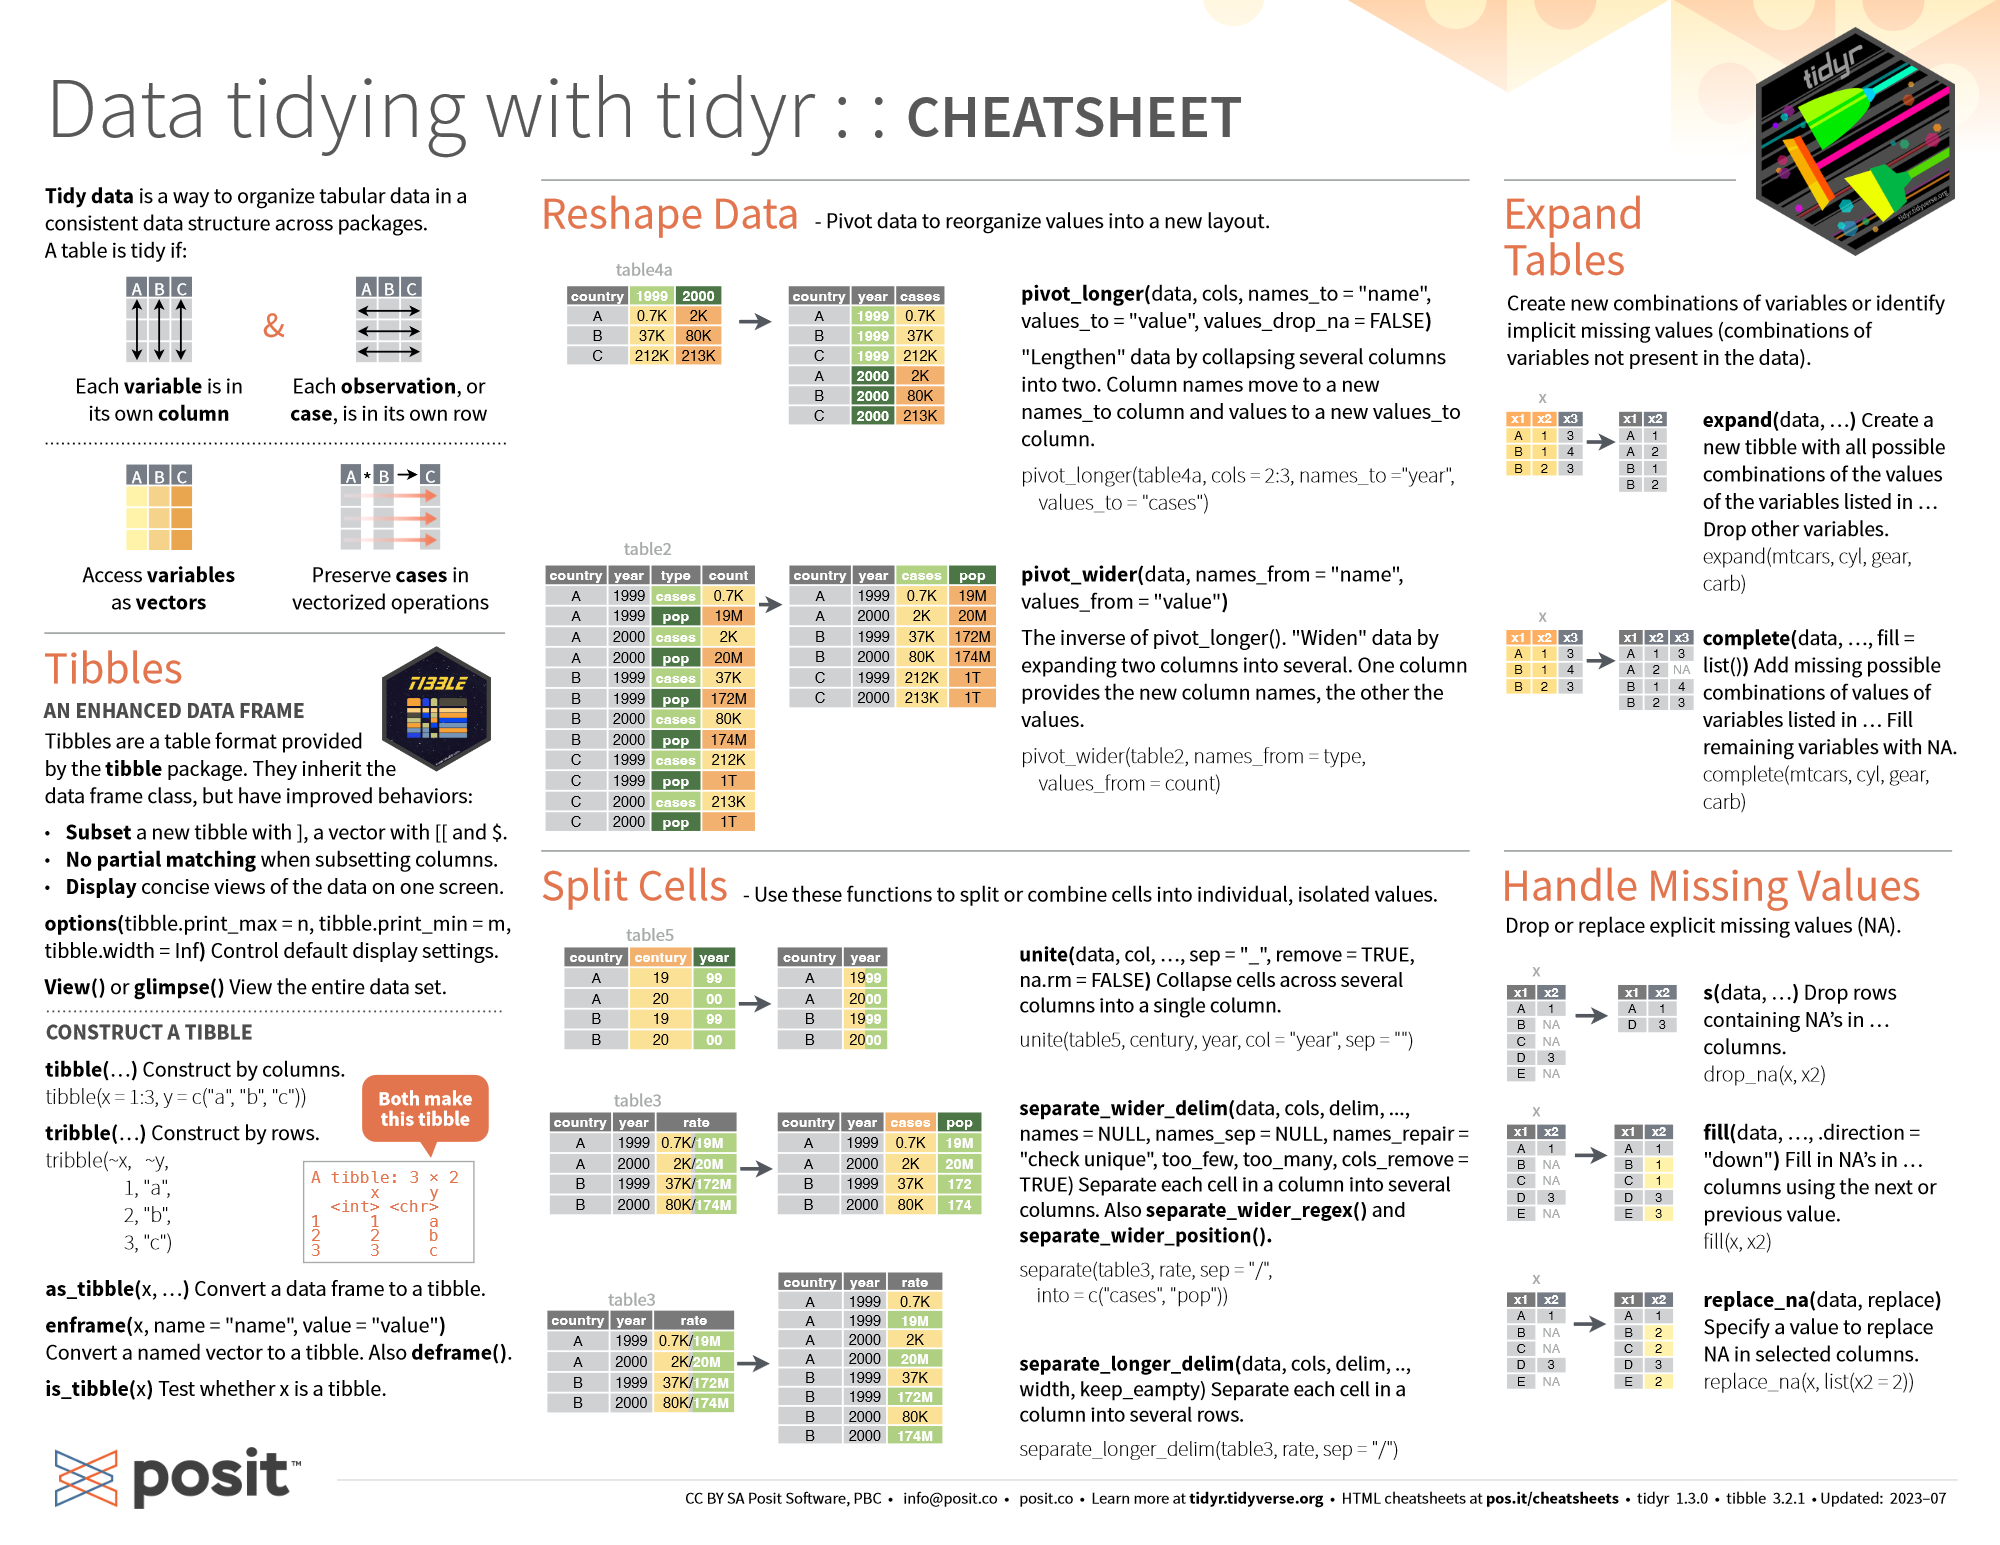 Data tidying with tidyr : : CHEATSHEET
tidyr
tidyr.tidyverse.org
Tidy data is a way to organize tabular data in a
consistent data structure across packages.
A table is tidy if:
A B C
&
A B C
Each variable is in
its own column
Each observation, or
case, is in its own row
A B C
A * B C
Access variables
as vectors
Preserve cases in
vectorized operations
Tibbles
TIBBLE
AN ENHANCED DATA FRAME
Tibbles are a table format provided
by the tibble package. They inherit the
data frame class, but have improved behaviors:
• Subset a new tibble with ], a vector with [[ and $.
• No partial matching when subsetting columns.
• Display concise views of the data on one screen.
options(tibble.print_max = n, tibble.print_min = m,
tibble.width = Inf) Control default display settings.
View() or glimpse() View the entire data set.
CONSTRUCT A TIBBLE
tibble(…) Construct by columns.
tibble(x = 1:3, y = c("a", "b", "c"))
tribble(…) Construct by rows.
tribble(~x, ~y,
1, "a",
2, "b",
3, "c")
Both make
this tibble
A tibble: 3 × 2
x y
<int> <chr>
1 1 a
2 2 b
3 3 c
as_tibble(x, …) Convert a data frame to a tibble.
enframe(x, name = "name", value = "value")
Convert a named vector to a tibble. Also deframe().
is_tibble(x) Test whether x is a tibble.
Reshape Data - Pivot data to reorganize values into a new layout.
table4a
country 1999 2000
A 0.7K 2K
B 37K 80K
C 212K 213K
country year cases
A 1999 0.7K
B 1999 37K
C 1999 212K
A 2000 2K
B 2000 80K
C 2000 213K
pivot_longer(data, cols, names_to = "name",
values_to = "value", values_drop_na = FALSE)
"Lengthen" data by collapsing several columns
into two. Column names move to a new
names_to column and values to a new values_to
column.
pivot_longer(table4a, cols = 2:3, names_to ="year",
values_to = "cases")
table2
country year type count
A 1999 cases 0.7K
A 1999 pop 19M
A 2000 cases 2K
A 2000 pop 20M
B 1999 cases 37K
B 1999 pop 172M
B 2000 cases 80K
B 2000 pop 174M
C 1999 cases 212K
C 1999 pop 1T
C 2000 cases 213K
C 2000 pop 1T
country year cases pop
A 1999 0.7K 19M
A 2000 2K 20M
B 1999 37K 172M
B 2000 80K 174M
C 1999 212K 1T
C 2000 213K 1T
pivot_wider(data, names_from = "name",
values_from = "value")
The inverse of pivot_longer(). "Widen" data by
expanding two columns into several. One column
provides the new column names, the other the
values.
pivot_wider(table2, names_from = type,
values_from = count)
Split Cells - Use these functions to split or combine cells into individual, isolated values.
table5
country century year
A 19 99
A 20 00
B 19 99
B 20 00
country year
A 1999
A 2000
B 1999
B 2000
unite(data, col, …, sep = "_", remove = TRUE,
na.rm = FALSE) Collapse cells across several
columns into a single column.
unite(table5, century, year, col = "year", sep = "")
table3
country year rate
A 1999 0.7K/19M
A 2000 2K/20M
B 1999 37K/172M
B 2000 80K/174M
country year cases pop
A 1999 0.7K 19M
A 2000 2K 20M
B 1999 37K 172
B 2000 80K 174
separate_wider_delim(data, cols, delim, ...,
names = NULL, names_sep = NULL, names_repair =
"check unique", too_few, too_many, cols_remove =
TRUE) Separate each cell in a column into several
columns. Also separate_wider_regex() and
separate_wider_position().
separate(table3, rate, sep = "/",
into = c("cases", "pop"))
table3
country year rate
A 1999 0.7K/19M
A 2000 2K/20M
B 1999 37K/172M
B 2000 80K/174M
country year rate
A 1999 0.7K
A 1999 19M
A 2000 2K
A 2000 20M
B 1999 37K
B 1999 172M
B 2000 80K
B 2000 174M
separate_longer_delim(data, cols, delim, ..,
width, keep_eampty) Separate each cell in a
column into several rows.
separate_longer_delim(table3, rate, sep = "/")
Expand
Tables
Create new combinations of variables or identify
implicit missing values (combinations of
variables not present in the data).
x
x1 x2 x3
A 1 3
B 1 4
B 2 3
x1 x2
A 1
A 2
B 1
B 2
expand(data, …) Create a
new tibble with all possible
combinations of the values
of the variables listed in …
Drop other variables.
expand(mtcars, cyl, gear,
carb)
x
x1 x2 x3
A 1 3
B 1 4
B 2 3
x1 x2 x3
A 1 3
A 2 NA
B 1 4
B 2 3
complete(data, …, fill =
list()) Add missing possible
combinations of values of
variables listed in … Fill
remaining variables with NA.
complete(mtcars, cyl, gear,
carb)
Handle Missing Values
Drop or replace explicit missing values (NA).
x
x1 x2
A 1
B NA
C NA
D 3
E NA
x1 x2
A 1
D 3
s(data, …) Drop rows
containing NA's in …
columns.
drop_na(x, x2)
x
x1 x2
A 1
B NA
C NA
D 3
E NA
x1 x2
A 1
B 1
C 1
D 3
E 3
fill(data, …, .direction =
"down") Fill in NA's in …
columns using the next or
previous value.
fill(x, x2)
x
x1 x2
A 1
B NA
C NA
D 3
E NA
x1 x2
A 1
B 2
C 2
D 3
E 2
replace_na(data, replace)
Specify a value to replace
NA in selected columns.
replace_na(x, list(x2 = 2))
posit™
CC BY SA Posit Software, PBC • info@posit.co • posit.co • Learn more at tidyr.tidyverse.org • HTML cheatsheets at pos.it/cheatsheets • tidyr 1.3.0 • tibble 3.2.1 • Updated: 2023–07